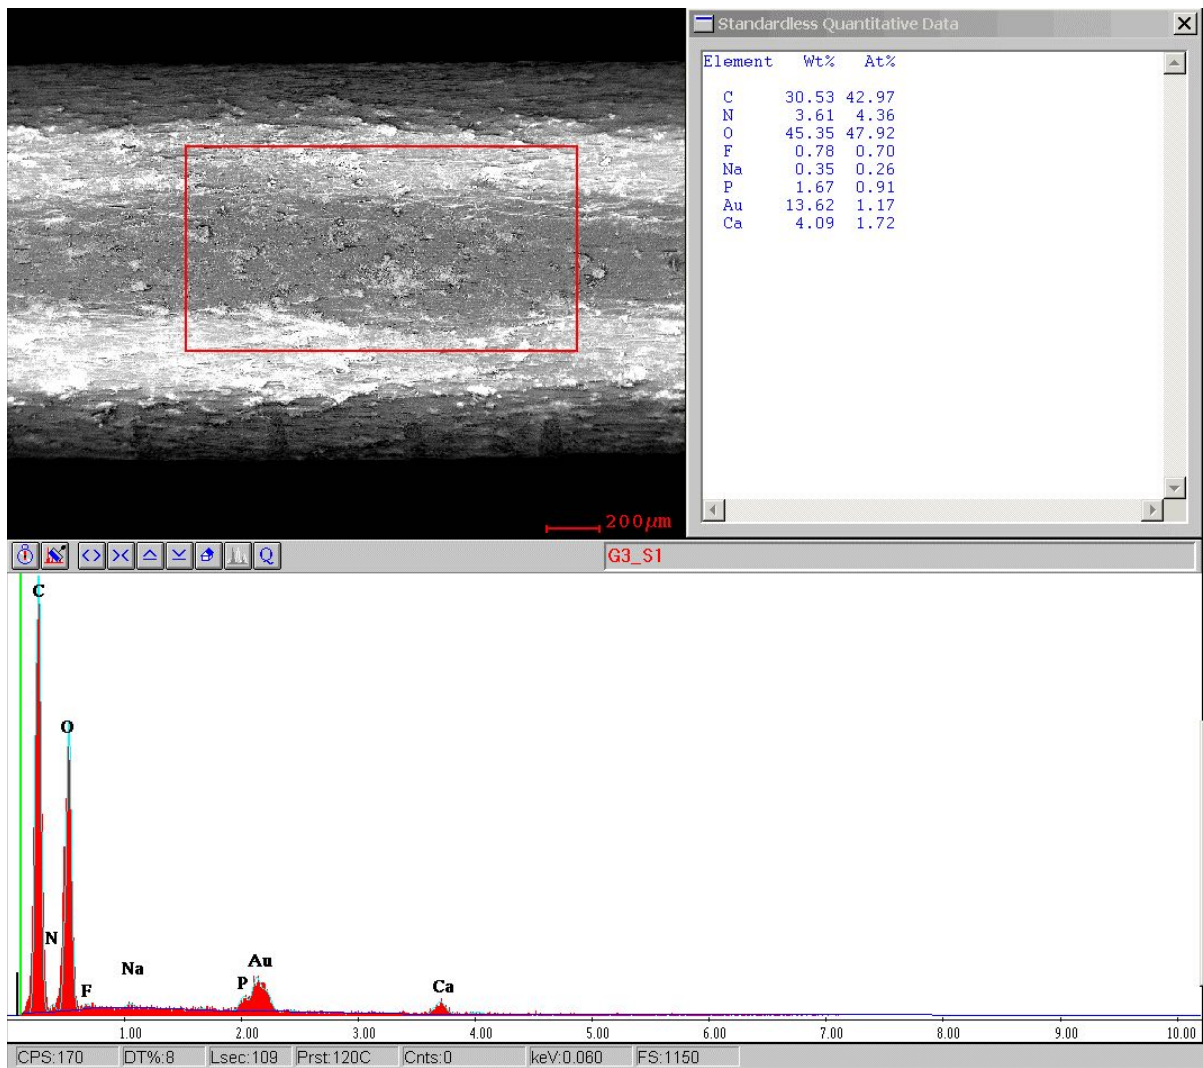 Standardless Quantitative Data
Element Wt% At%
C 30.53 42.97
N 3.61 4.36
O 45.35 47.92
F 0.78 0.70
Na 0.35 0.26
P 1.67 0.91
Au 13.62 1.17
Ca 4.09 1.72
200μm
Q
G3_S1
C
O
N
F
Na
P
Au
Ca
1.00 2.00 3.00 4.00 5.00 6.00 7.00 8.00 9.00 10.00
CPS:170 DT%:8 Lsec:109 Prst:120C Cnts:0 keV:0.060 FS:1150